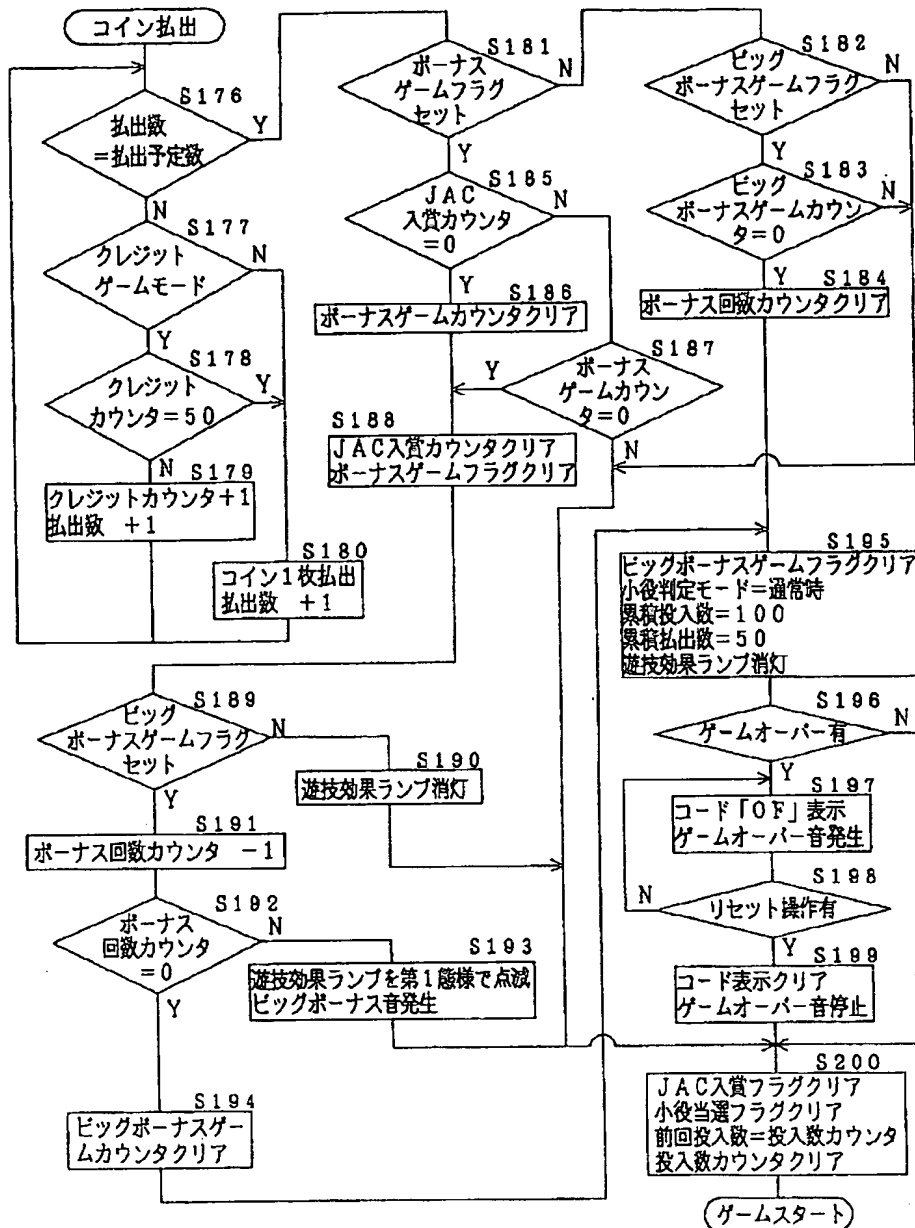 コイン払出
S176
払出数
＝払出予定数
Y
N
S177
クレジット
ゲームモード
N
Y
S178
クレジット
カウンタ＝50
Y
N
S179
クレジットカウンタ＋1
払出数　＋1
S180
コイン1枚払出
払出数　＋1
S181
ボーナス
ゲームフラグ
セット
N
Y
S185
JAC
入賞カウンタ
＝0
N
Y
S186
ボーナスゲームカウンタクリア
S187
ボーナス
ゲームカウン
タ＝0
Y
N
S188
JAC入賞カウンタクリア
ボーナスゲームフラグクリア
S182
ビッグ
ボーナスゲームフラグ
セット
N
Y
S183
ビッグ
ボーナスゲームカウン
タ＝0
N
Y
S184
ボーナス回数カウンタクリア
S189
ビッグ
ボーナスゲームフラグ
セット
N
Y
S190
遊技効果ランプ消灯
S191
ボーナス回数カウンタ　－1
S192
ボーナス
回数カウンタ
＝0
N
Y
S193
遊技効果ランプを第1態様で点滅
ビッグボーナス音発生
S194
ビッグボーナスゲー
ムカウンタクリア
S195
ビッグボーナスゲームフラグクリア
小役判定モード＝通常時
累積投入数＝100
累積払出数＝50
遊技効果ランプ消灯
S196
ゲームオーバー有
N
Y
S197
コード「OF」表示
ゲームオーバー音発生
S198
リセット操作有
N
Y
S199
コード表示クリア
ゲームオーバー音停止
S200
JAC入賞フラグクリア
小役当選フラグクリア
前回投入数＝投入数カウンタ
投入数カウンタクリア
ゲームスタート